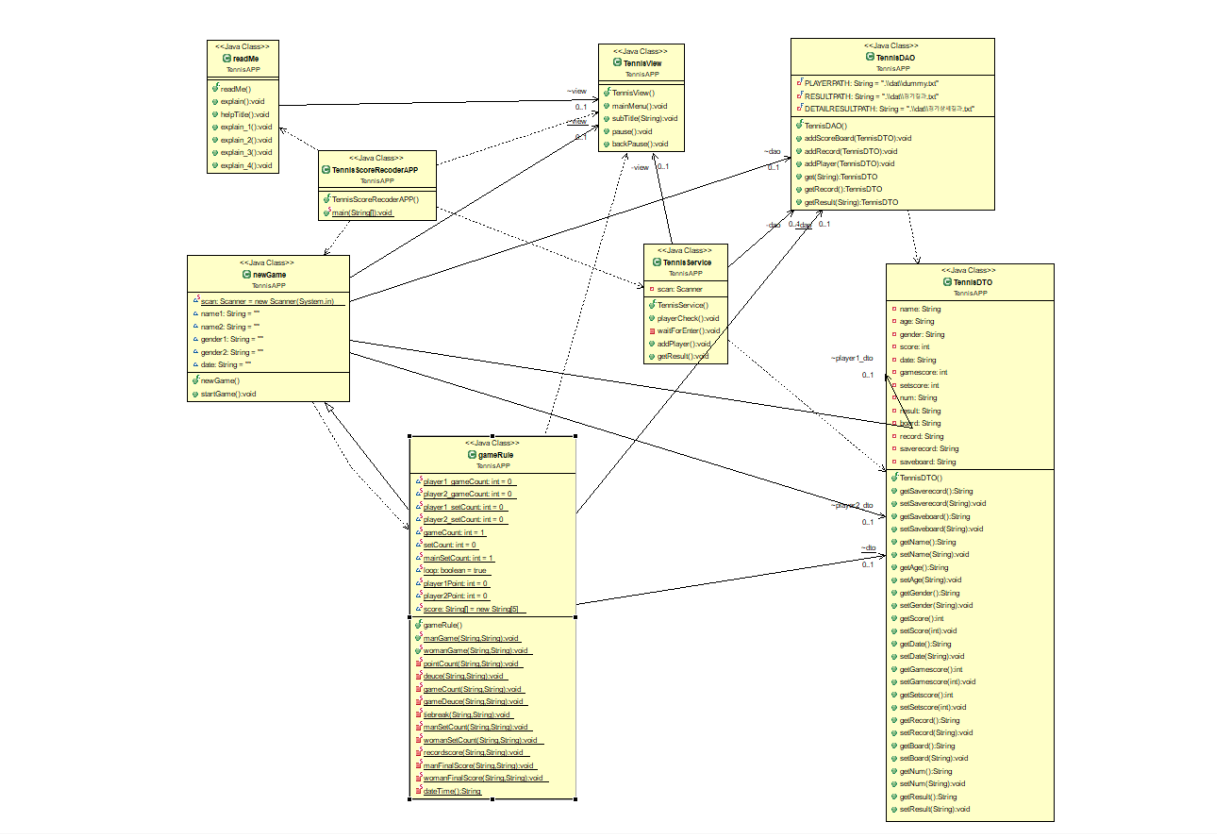 <<Java Class>>
readMe
TennisAPP
readMe()
explain():void
helpTitle():void
explain_1():void
explain_2():void
explain_3():void
explain_4():void
<<Java Class>>
TennisView
TennisAPP
TennisView()
mainMenu():void
subTitle(String):void
pause():void
backPause():void
<<Java Class>>
TennisDAO
TennisAPP
PLAYERPATH: String = ".\\dat\\dummy.txt"
RESULTPATH: String = ".\\dat\\경기결과.txt"
DETAILRESULTPATH: String = ".\\dat\\경기상세결과.txt"
TennisDAO()
addScoreBoard(TennisDTO):void
addRecord(TennisDTO):void
addPlayer(TennisDTO):void
get(String):TennisDTO
getRecord():TennisDTO
getResult(String):TennisDTO
~view
0..1
~view
0..1
-view
0..1
~dao
0..1
-dao
0..1
~dao
0..1
<<Java Class>>
TennisScoreRecoderAPP
TennisAPP
TennisScoreRecoderAPP()
main(String[]):void
<<Java Class>>
newGame
TennisAPP
scan: Scanner = new Scanner(System.in)
name1: String = ""
name2: String = ""
gender1: String = ""
gender2: String = ""
date: String = ""
newGame()
startGame():void
<<Java Class>>
TennisService
TennisAPP
scan: Scanner
TennisService()
playerCheck():void
waitForEnter():void
addPlayer():void
getResult():void
<<Java Class>>
TennisDTO
TennisAPP
name: String
age: String
gender: String
score: int
date: String
gamescore: int
setscore: int
num: String
result: String
board: String
record: String
saverecord: String
saveboard: String
TennisDTO()
getSaverecord():String
setSaverecord(String):void
getSaveboard():String
setSaveboard(String):void
getName():String
setName(String):void
getAge():String
setAge(String):void
getGender():String
setGender(String):void
getScore():int
setScore(int):void
getDate():String
setDate(String):void
getGamescore():int
setGamescore(int):void
getSetscore():int
setSetscore(int):void
getRecord():String
setRecord(String):void
getBoard():String
setBoard(String):void
getNum():String
setNum(String):void
getResult():String
setResult(String):void
~player1_dto
0..1
~player2_dto
0..1
~dto
0..1
<<Java Class>>
gameRule
TennisAPP
player1_gameCount: int = 0
player2_gameCount: int = 0
player1_setCount: int = 0
player2_setCount: int = 0
gameCount: int = 1
setCount: int = 0
mainSetCount: int = 1
loop: boolean = true
player1Point: int = 0
player2Point: int = 0
score: String[] = new String[5]
gameRule()
manGame(String,String):void
womanGame(String,String):void
pointCount(String,String):void
deuce(String,String):void
gameCount(String,String):void
gameDeuce(String,String):void
tiebreak(String,String):void
manSetCount(String,String):void
womanSetCount(String,String):void
recordscore(String,String):void
manFinalScore(String,String):void
womanFinalScore(String,String):void
dateTime():String